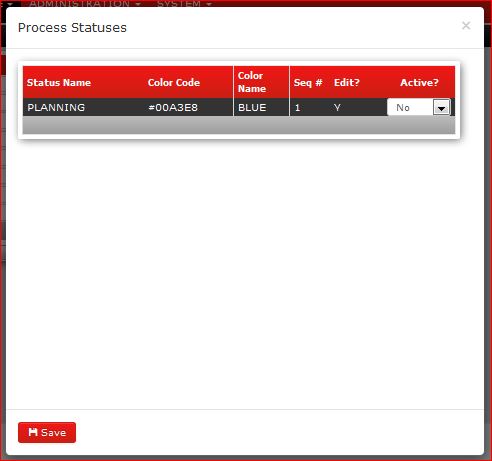 ADMINISTRATION SYSTEM
Process Statuses ×
Status Name Color Code Color Name Seq # Edit? Active?
PLANNING #00A3E8 BLUE 1 Y No
Save